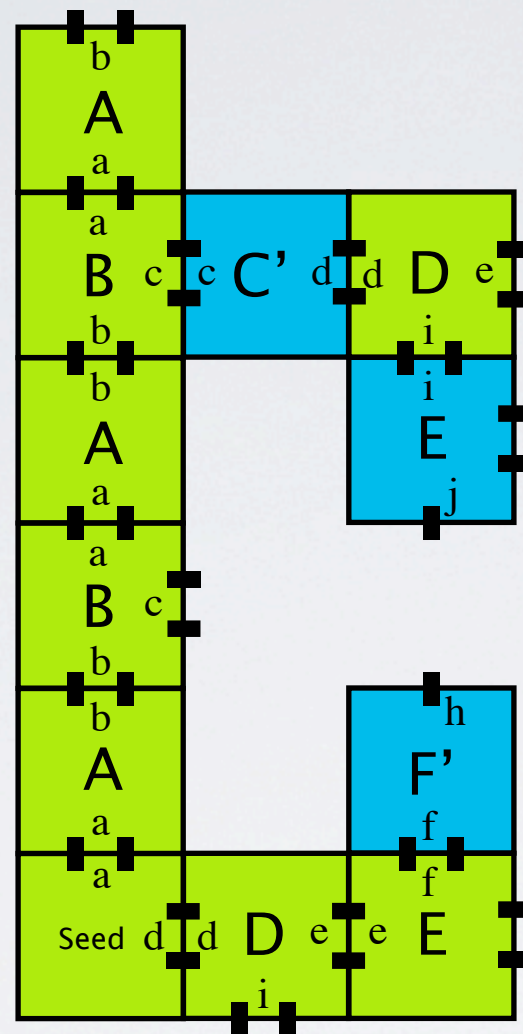 b
A
a
a
B c c C’ d d D e
b i
b i
A E
a j
a
B c
b
b h
A F’
a f
a f
Seed d d D e e E
i